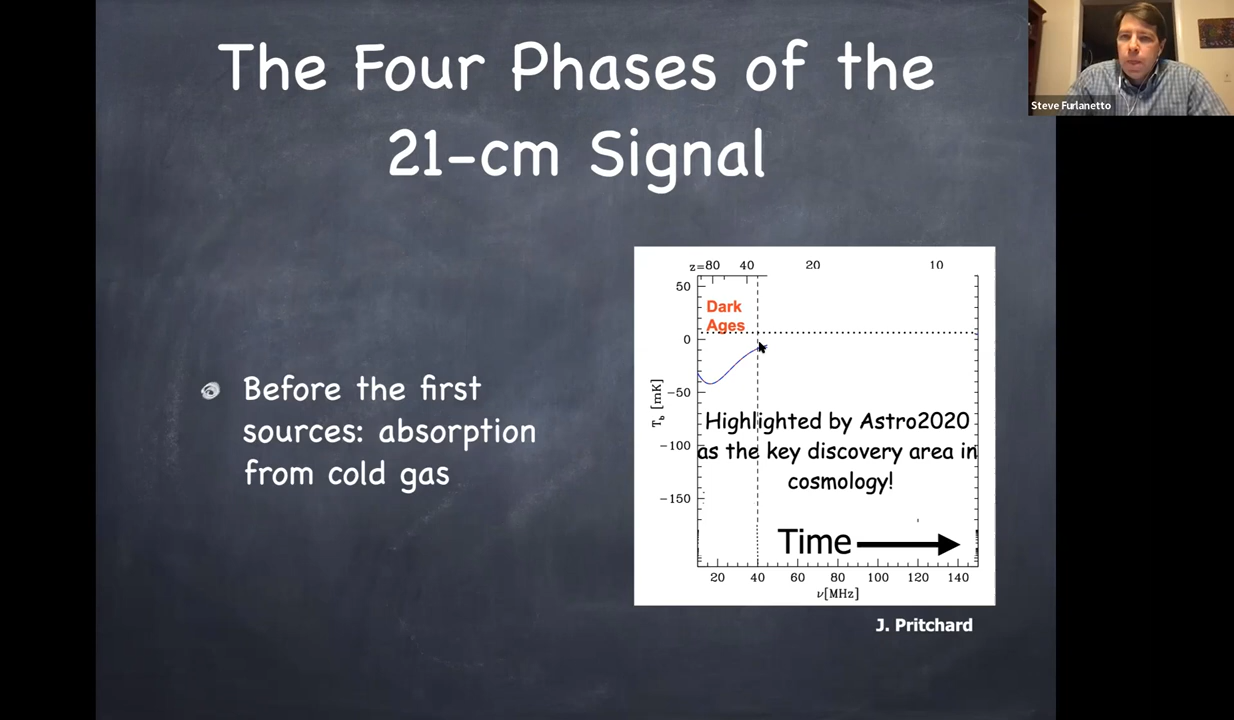 The Four Phases of the
21-cm Signal
Steve Furlanetto
Before the first
sources: absorption
from cold gas
z=80 40 20 10
50
0
-50
-100
-150
T_b [mK]
Dark
Ages
Highlighted by Astro2020
as the key discovery area in
cosmology!
Time
20 40 60 80 100 120 140
ν[MHz]
J. Pritchard